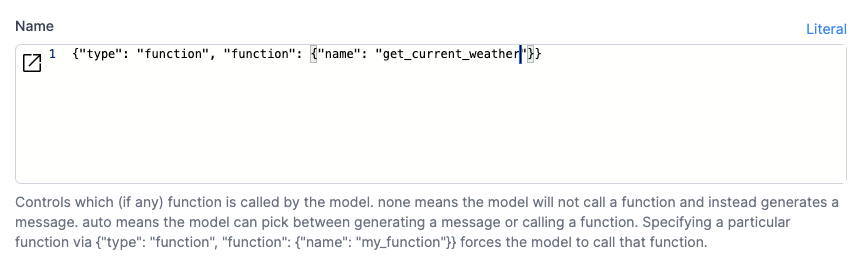 Name
Literal
1 {"type": "function", "function": {"name": "get_current_weather"}}
Controls which (if any) function is called by the model. none means the model will not call a function and instead generates a
message. auto means the model can pick between generating a message or calling a function. Specifying a particular
function via {"type": "function", "function": {"name": "my_function"}} forces the model to call that function.